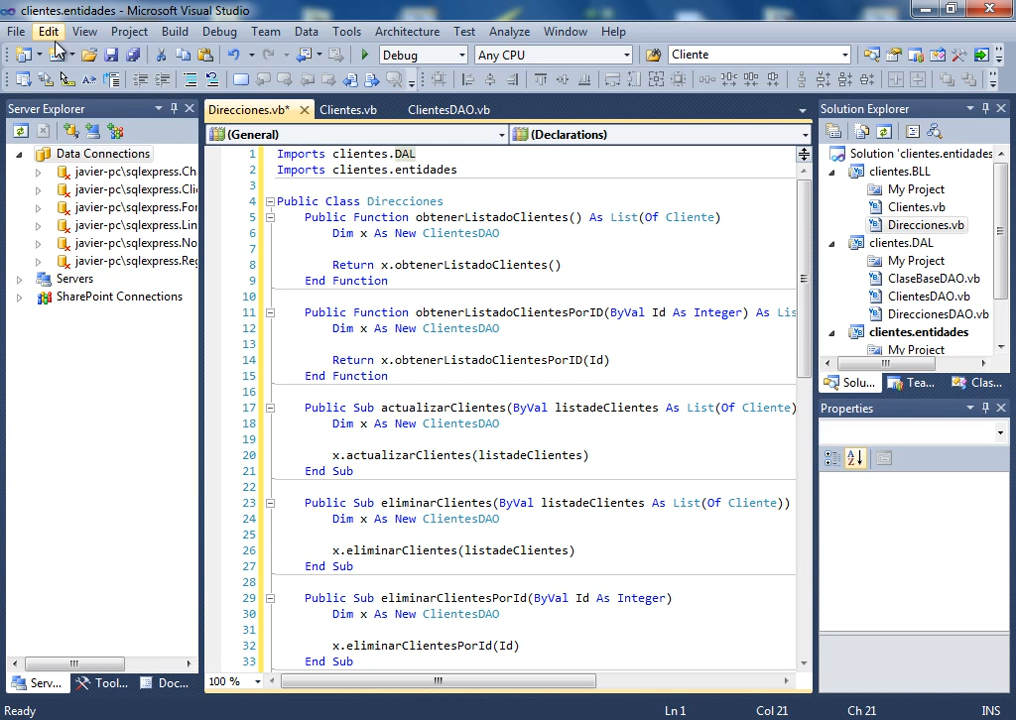 clientes.entidades - Microsoft Visual Studio
File Edit View Project Build Debug Team Data Tools Architecture Test Analyze Window Help
Debug Any CPU Cliente
Server Explorer
Data Connections
javier-pc\sqlexpress.Ch
javier-pc\sqlexpress.Cli
javier-pc\sqlexpress.For
javier-pc\sqlexpress.Lin
javier-pc\sqlexpress.No
javier-pc\sqlexpress.Reg
Servers
SharePoint Connections
Serv... Tool... Doc...
Direcciones.vb* Clientes.vb ClientesDAO.vb
(General) (Declarations)
1 Imports clientes.DAL
2 Imports clientes.entidades
3
4 Public Class Direcciones
5 Public Function obtenerListadoClientes() As List(Of Cliente)
6 Dim x As New ClientesDAO
7
8 Return x.obtenerListadoClientes()
9 End Function
10
11 Public Function obtenerListadoClientesPorID(ByVal Id As Integer) As Lis
12 Dim x As New ClientesDAO
13
14 Return x.obtenerListadoClientesPorID(Id)
15 End Function
16
17 Public Sub actualizarClientes(ByVal listadeClientes As List(Of Cliente)
18 Dim x As New ClientesDAO
19
20 x.actualizarClientes(listadeClientes)
21 End Sub
22
23 Public Sub eliminarClientes(ByVal listadeClientes As List(Of Cliente))
24 Dim x As New ClientesDAO
25
26 x.eliminarClientes(listadeClientes)
27 End Sub
28
29 Public Sub eliminarClientesPorId(ByVal Id As Integer)
30 Dim x As New ClientesDAO
31
32 x.eliminarClientesPorId(Id)
33 End Sub
100 %
Solution Explorer
Solution 'clientes.entidades
clientes.BLL
My Project
Clientes.vb
Direcciones.vb
clientes.DAL
My Project
ClaseBaseDAO.vb
ClientesDAO.vb
DireccionesDAO.vb
clientes.entidades
My Project
Solu... Tea... Clas...
Properties
Ready Ln 1 Col 21 Ch 21 INS